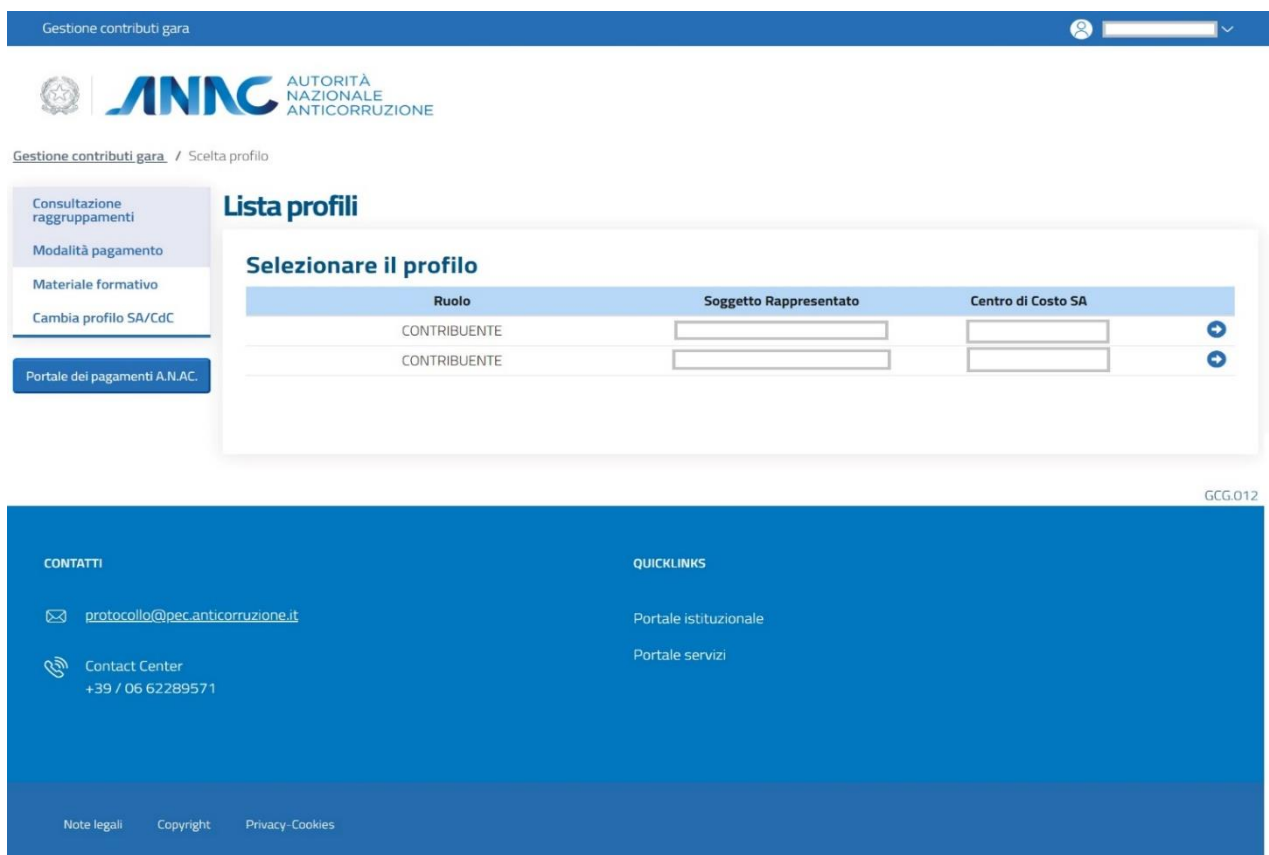 Gestione contributi gara
ANAC
AUTORITÀ
NAZIONALE
ANTICORRUZIONE
Gestione contributi gara / Scelta profilo
Consultazione
raggruppamenti
Modalità pagamento
Materiale formativo
Cambia profilo SA/CdC
Portale dei pagamenti A.N.AC.
Lista profili
Selezionare il profilo
Ruolo Soggetto Rappresentato Centro di Costo SA
CONTRIBUENTE
CONTRIBUENTE
GCG.012
CONTATTI
protocollo@pec.anticorruzione.it
Contact Center
+39 / 06 62289571
QUICKLINKS
Portale istituzionale
Portale servizi
Note legali Copyright Privacy-Cookies